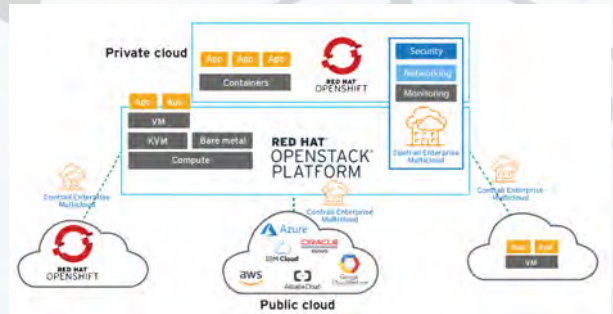 Private cloud
App App App
Containers
RED HAT
OPENSHIFT
Security
Networking
Monitoring
App App
VM
KVM Bare metal
Compute
RED HAT
OPENSTACK
PLATFORM
Contrail Enterprise
Multicloud
Contrail Enterprise
Multicloud
Contrail Enterprise
Multicloud
Contrail Enterprise
Multicloud
RED HAT
OPENSHIFT
Azure
IBM Cloud
ORACLE
aws
Alibaba Cloud
Google
Public cloud
App App
VM